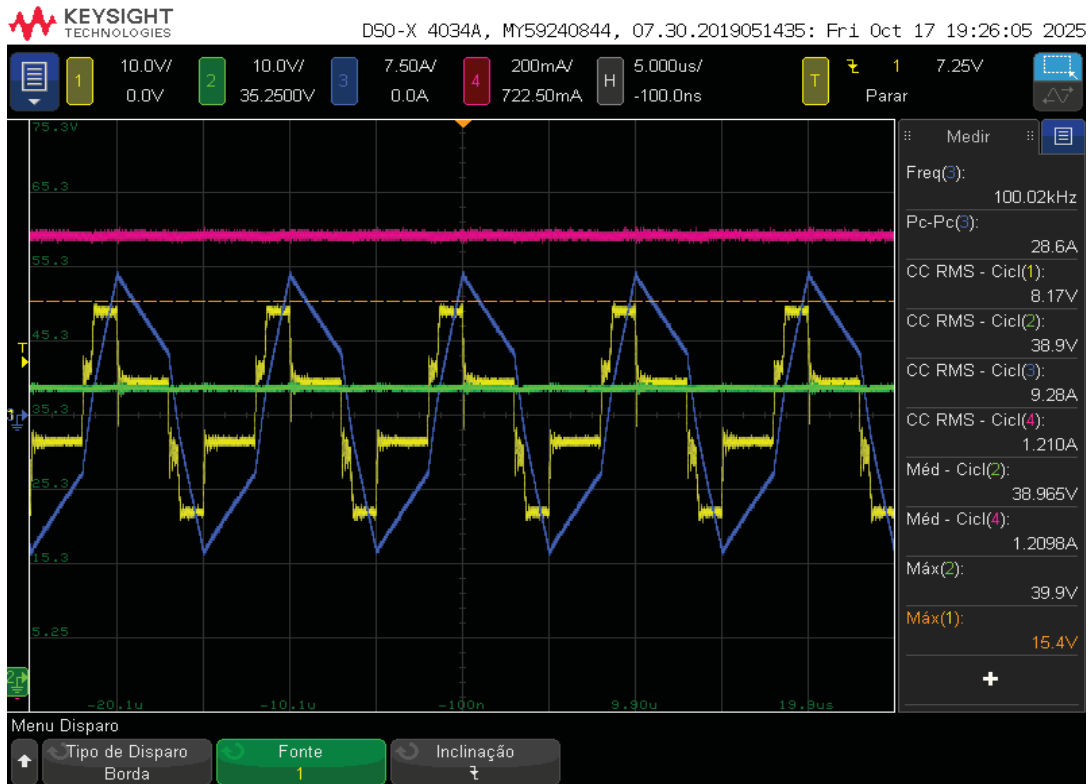 KEYSIGHT
TECHNOLOGIES
DSO-X 4034A, MY59240844, 07.30.2019051435: Fri Oct 17 19:26:05 2025
1 10.0V/ 2 10.0V/ 3 7.50A/ 4 200mA/ H 5.000us/ T 1 7.25V
0.0V 35.2500V 0.0A 722.50mA -100.0ns Parar
75.3V
65.3
55.3
45.3
35.3
25.3
15.3
5.25
T
2
-20.1u -10.1u -100n 9.90u 19.9us
Medir
Freq(3):
100.02kHz
Pc-Pc(3):
28.6A
CC RMS - Cicl(1):
8.17V
CC RMS - Cicl(2):
38.9V
CC RMS - Cicl(3):
9.28A
CC RMS - Cicl(4):
1.210A
Méd - Cicl(2):
38.965V
Méd - Cicl(4):
1.2098A
Máx(2):
39.9V
Máx(1):
15.4V
+
Menu Disparo
Tipo de Disparo Fonte Inclinação
Borda 1